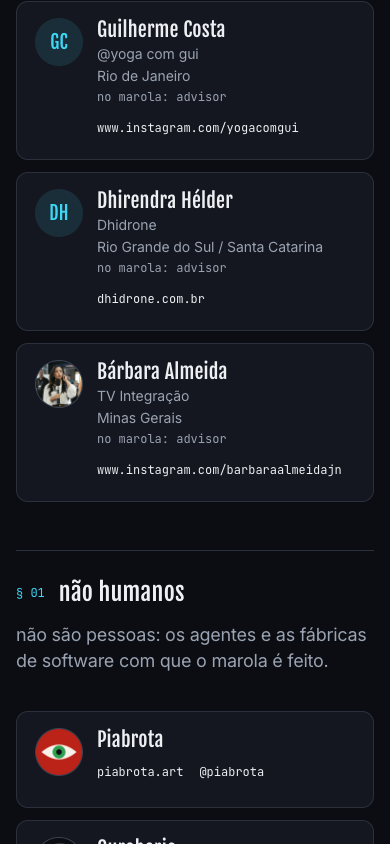 GC
Guilherme Costa
@yoga com gui
Rio de Janeiro
no marola: advisor
www.instagram.com/yogacomgui
DH
Dhirendra Hélder
Dhidrone
Rio Grande do Sul / Santa Catarina
no marola: advisor
dhidrone.com.br
Bárbara Almeida
TV Integração
Minas Gerais
no marola: advisor
www.instagram.com/barbaraalmeidajn
§ 01 não humanos
não são pessoas: os agentes e as fábricas
de software com que o marola é feito.
Piabrota
piabrota.art @piabrota